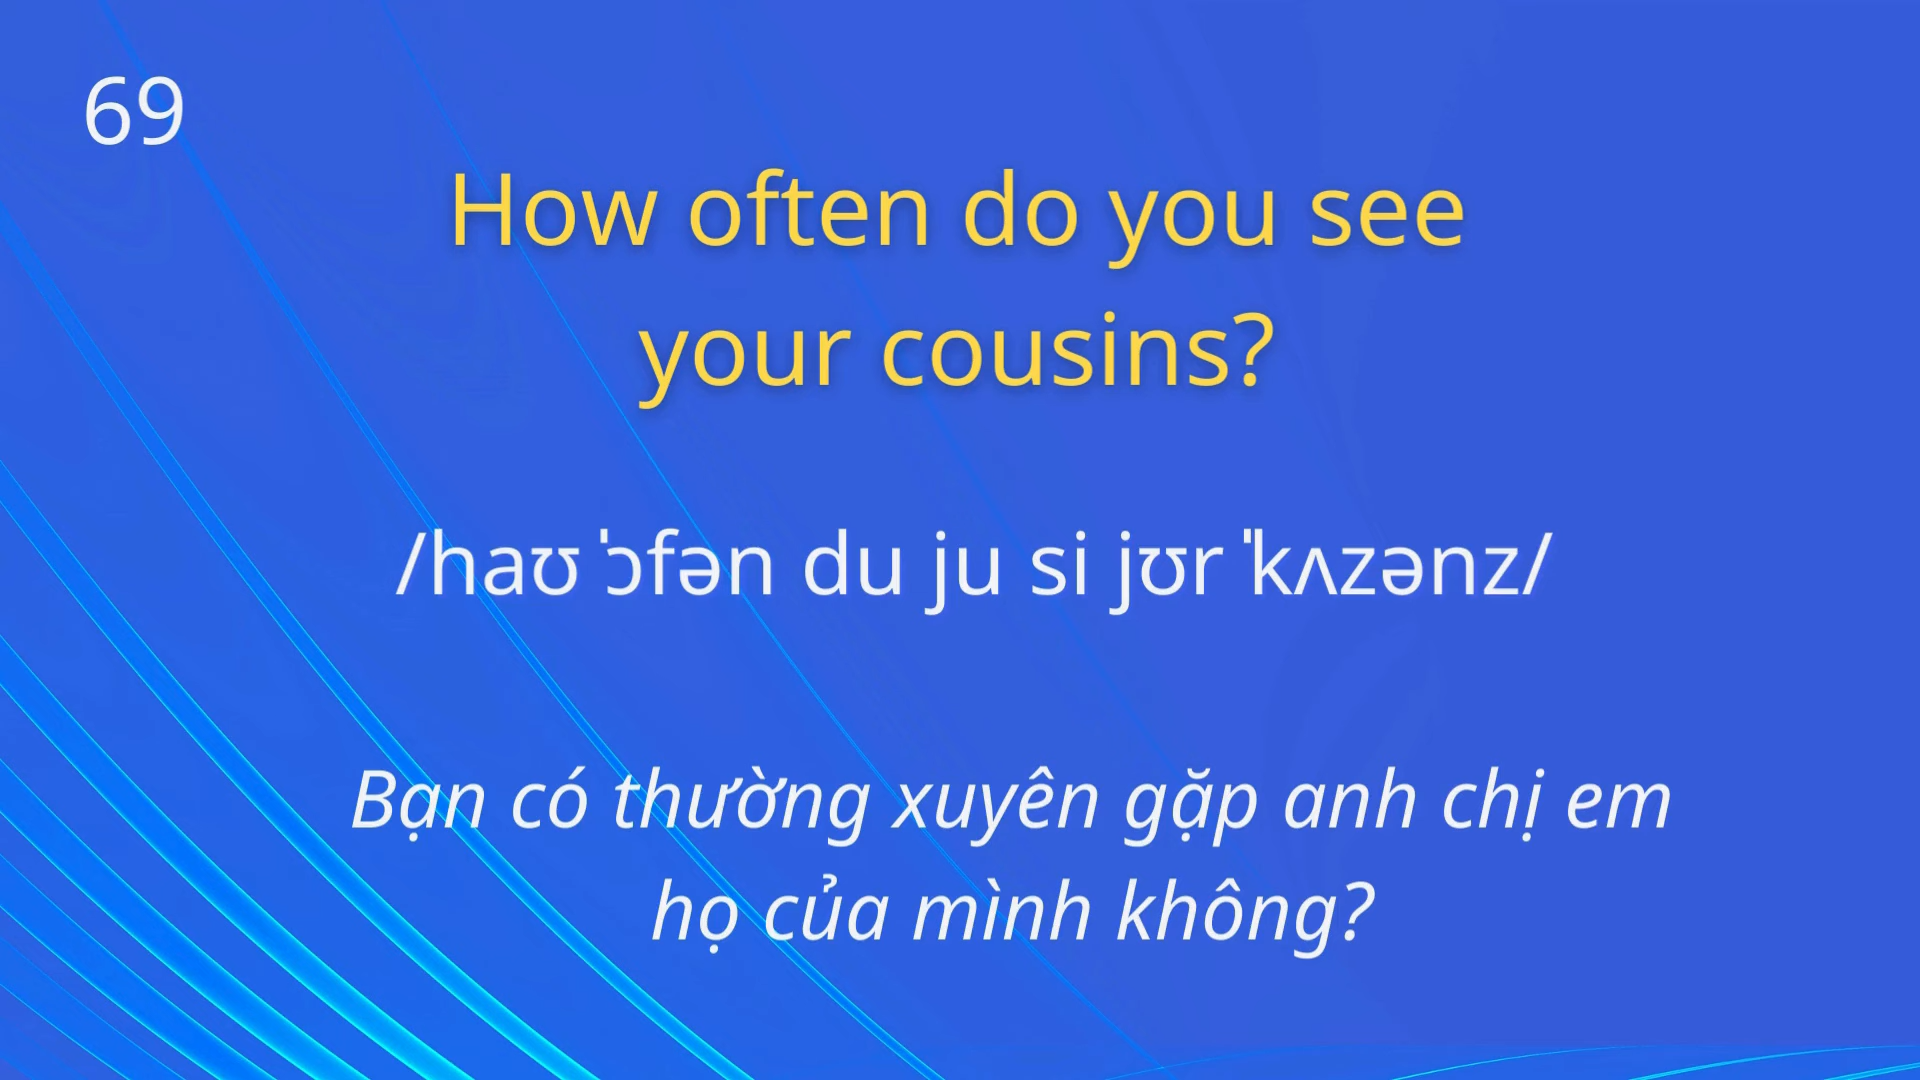 69
How often do you see
your cousins?
/haʊ ˈɔfən du ju si jʊr ˈkʌzənz/
Bạn có thường xuyên gặp anh chị em
họ của mình không?